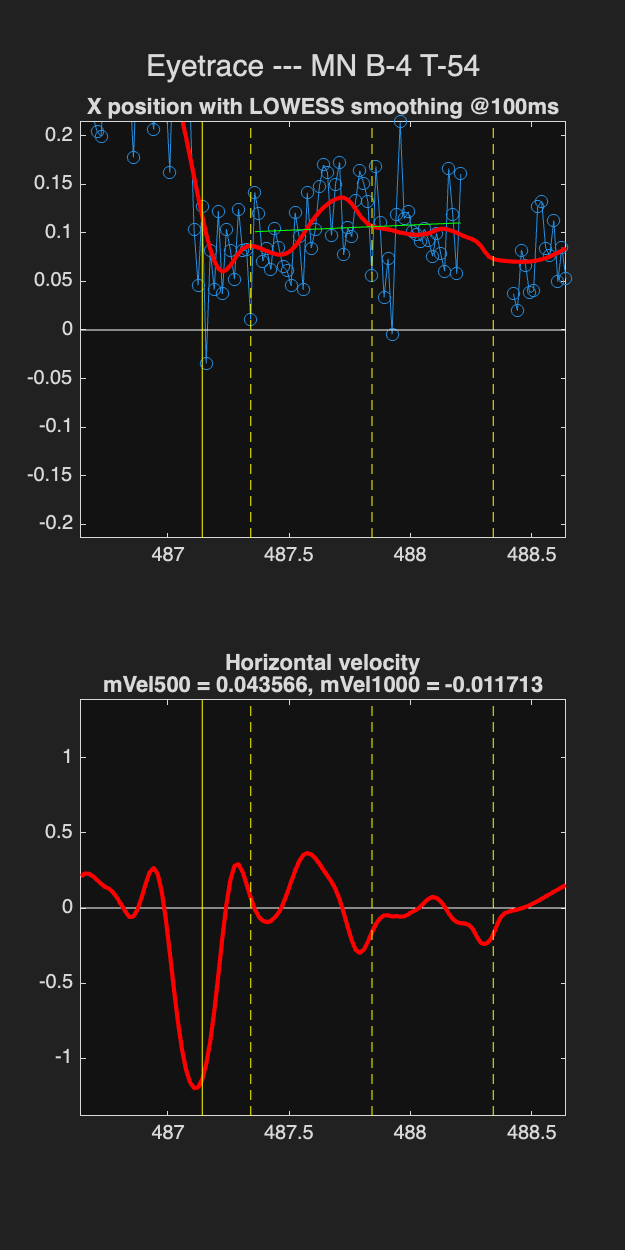 Eyetrace --- MN B-4 T-54
X position with LOWESS smoothing @100ms
0.2
0.15
0.1
0.05
0
-0.05
-0.1
-0.15
-0.2
487 487.5 488 488.5
Horizontal velocity
mVel500 = 0.043566, mVel1000 = -0.011713
1
0.5
0
-0.5
-1
487 487.5 488 488.5